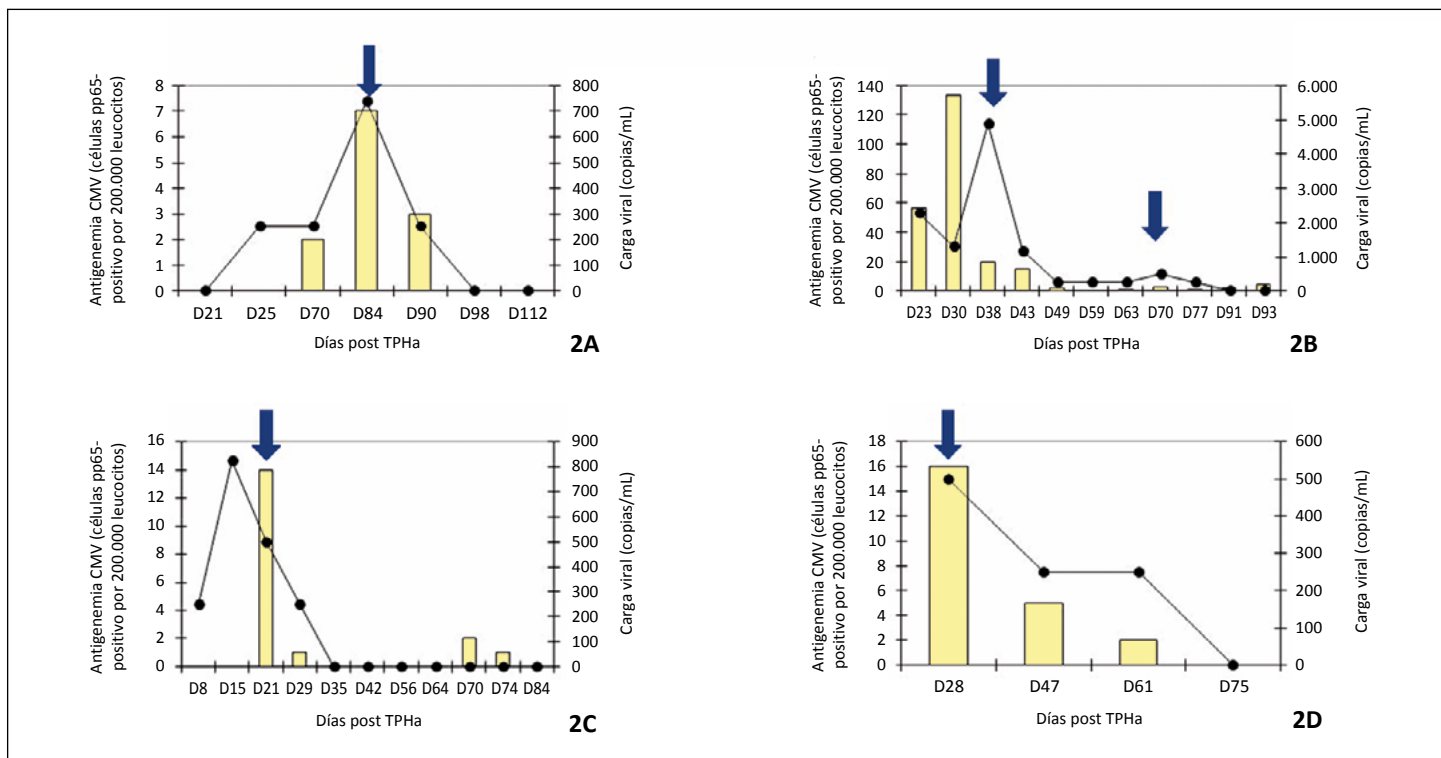 Antigenemia CMV (células pp65-
positivo por 200.000 leucocitos)
8
7
6
5
4
3
2
1
0
800
700
600
500
400
300
200
100
0
Carga viral (copias/mL)
D21 D25 D70 D84 D90 D98 D112
Días post TPHa
2A
Antigenemia CMV (células pp65-
positivo por 200.000 leucocitos)
140
120
100
80
60
40
20
0
6.000
5.000
4.000
3.000
2.000
1.000
0
Carga viral (copias/mL)
D23 D30 D38 D43 D49 D59 D63 D70 D77 D91 D93
Días post TPHa
2B
Antigenemia CMV (células pp65-
positivo por 200.000 leucocitos)
16
14
12
10
8
6
4
2
0
900
800
700
600
500
400
300
200
100
0
Carga viral (copias/mL)
D8 D15 D21 D29 D35 D42 D56 D64 D70 D74 D84
Días post TPHa
2C
Antigenemia CMV (células pp65-
positivo por 200.000 leucocitos)
18
16
14
12
10
8
6
4
2
0
600
500
400
300
200
100
0
Carga viral (copias/mL)
D28 D47 D61 D75
Días post TPHa
2D